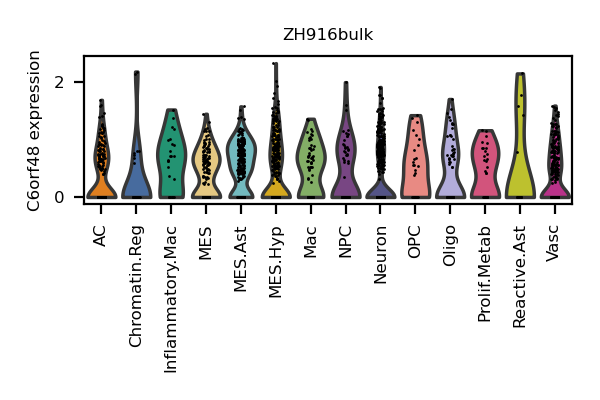 ZH916bulk
C6orf48 expression
2
0
AC
Chromatin.Reg
Inflammatory.Mac
MES
MES.Ast
MES.Hyp
Mac
NPC
Neuron
OPC
Oligo
Prolif.Metab
Reactive.Ast
Vasc